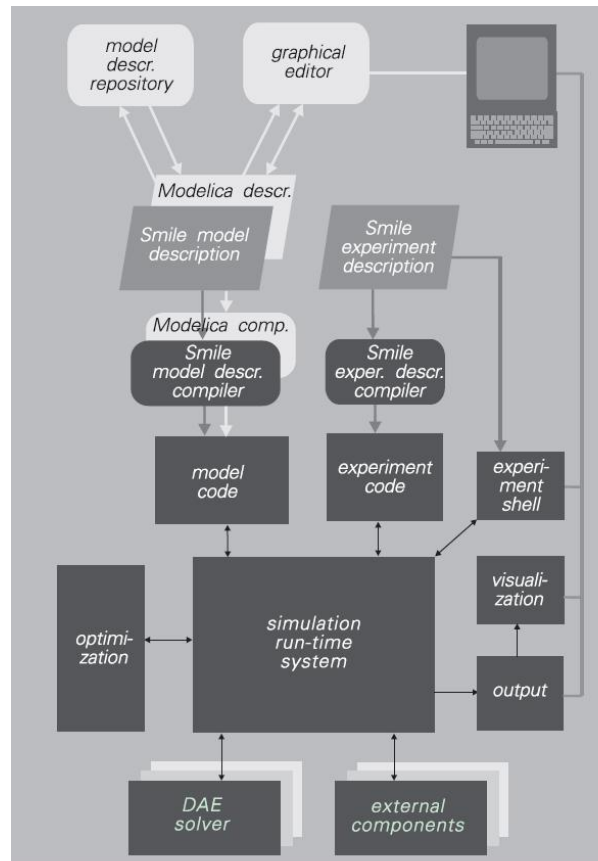 model
descr.
repository
graphical
editor
Modelica descr.
Smile model
description
Smile
experiment
description
Modelica comp.
Smile
model descr.
compiler
Smile
exper. descr.
compiler
model
code
experiment
code
experi-
ment
shell
optimi-
zation
simulation
run-time
system
visuali-
zation
output
DAE
solver
external
components